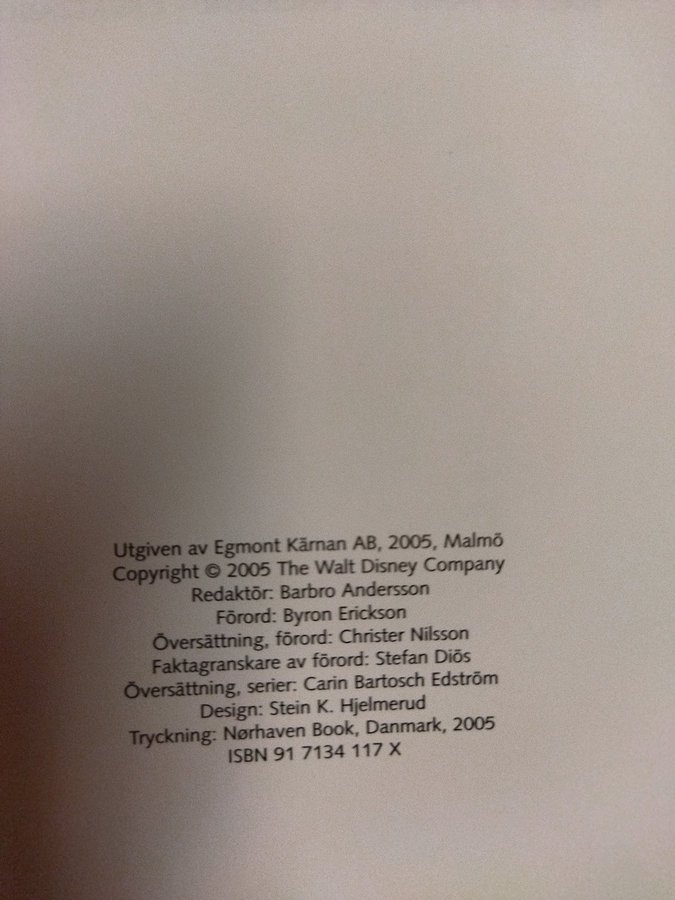 Utgiven av Egmont Kärnan AB, 2005, Malmö
Copyright © 2005 The Walt Disney Company
Redaktör: Barbro Andersson
Förord: Byron Erickson
Översättning, förord: Christer Nilsson
Faktagranskare av förord: Stefan Diös
Översättning, serier: Carin Bartosch Edström
Design: Stein K. Hjelmerud
Tryckning: Nørhaven Book, Danmark, 2005
ISBN 91 7134 117 X